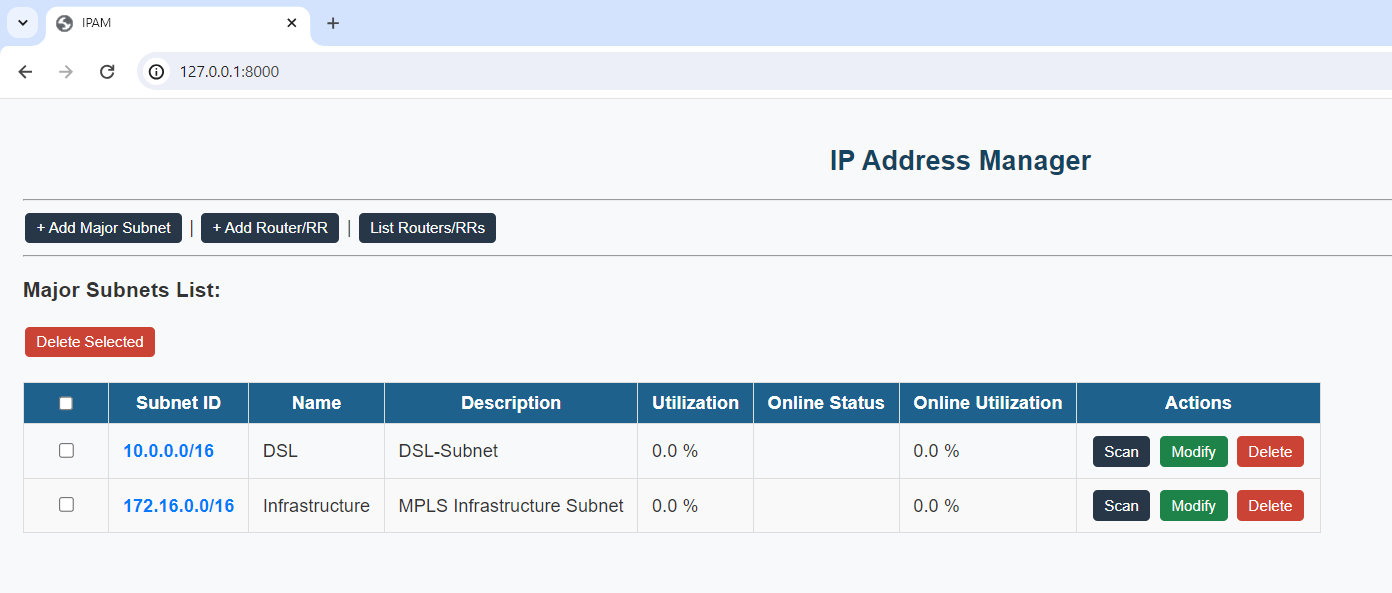 IPAM
127.0.0.1:8000
IP Address Manager
+ Add Major Subnet | + Add Router/RR | List Routers/RRs
Major Subnets List:
Delete Selected
Subnet ID Name Description Utilization Online Status Online Utilization Actions
10.0.0.0/16 DSL DSL-Subnet 0.0 % 0.0 % Scan Modify Delete
172.16.0.0/16 Infrastructure MPLS Infrastructure Subnet 0.0 % 0.0 % Scan Modify Delete